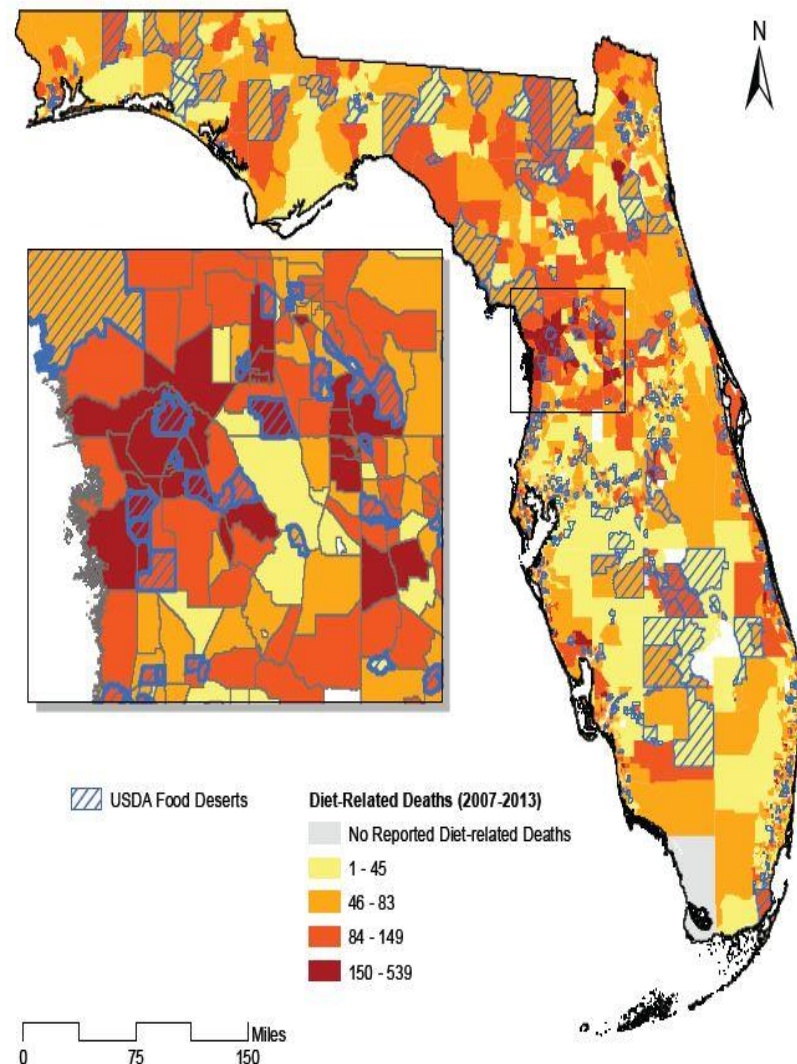 N
USDA Food Deserts
Diet-Related Deaths (2007-2013)
No Reported Diet-related Deaths
1 - 45
46 - 83
84 - 149
150 - 539
Miles
0 75 150